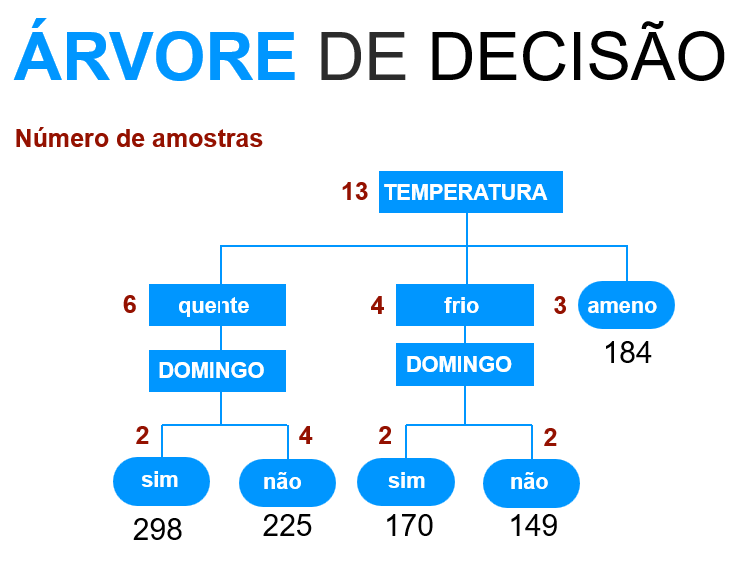 ÁRVORE DE DECISÃO
Número de amostras
13 TEMPERATURA
6 quente 4 frio 3 ameno
184
DOMINGO DOMINGO
2 4 2 2
sim não sim não
298 225 170 149